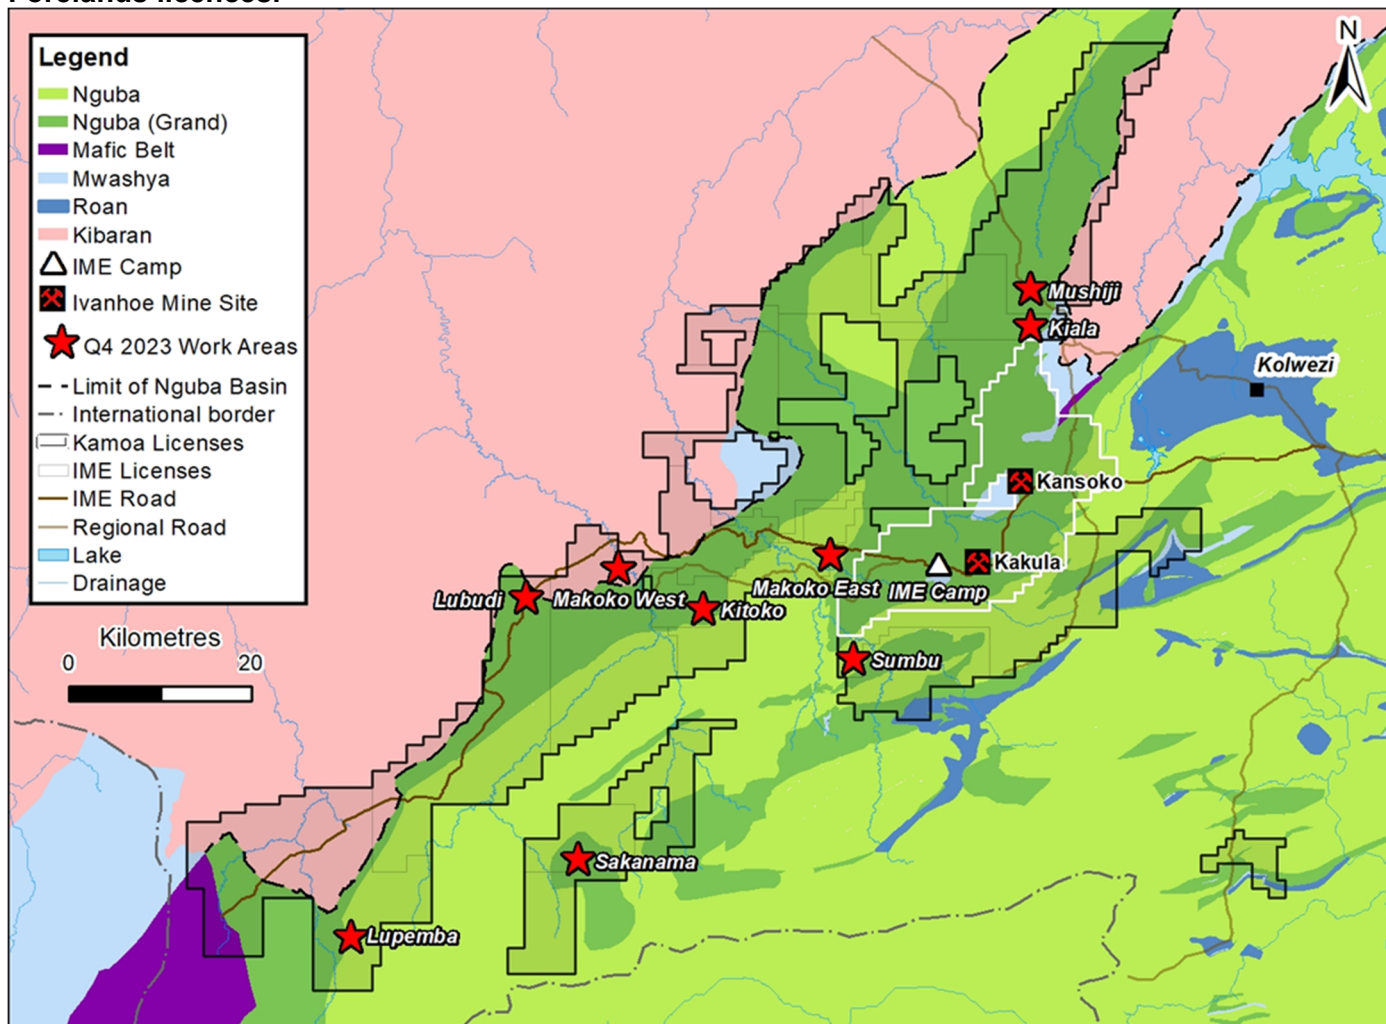 Legend
Nguba
Nguba (Grand)
Mafic Belt
Mwashya
Roan
Kibaran
IME Camp
Ivanhoe Mine Site
Q4 2023 Work Areas
Limit of Nguba Basin
International border
Kamoa Licenses
IME Licenses
IME Road
Regional Road
Lake
Drainage
Kilometres
0 20
N
Mushiji
Kiala
Kolwezi
Kansoko
Kakula
Makoko East
IME Camp
Lubudi
Makoko West
Kitoko
Sumbu
Sakanama
Lupemba